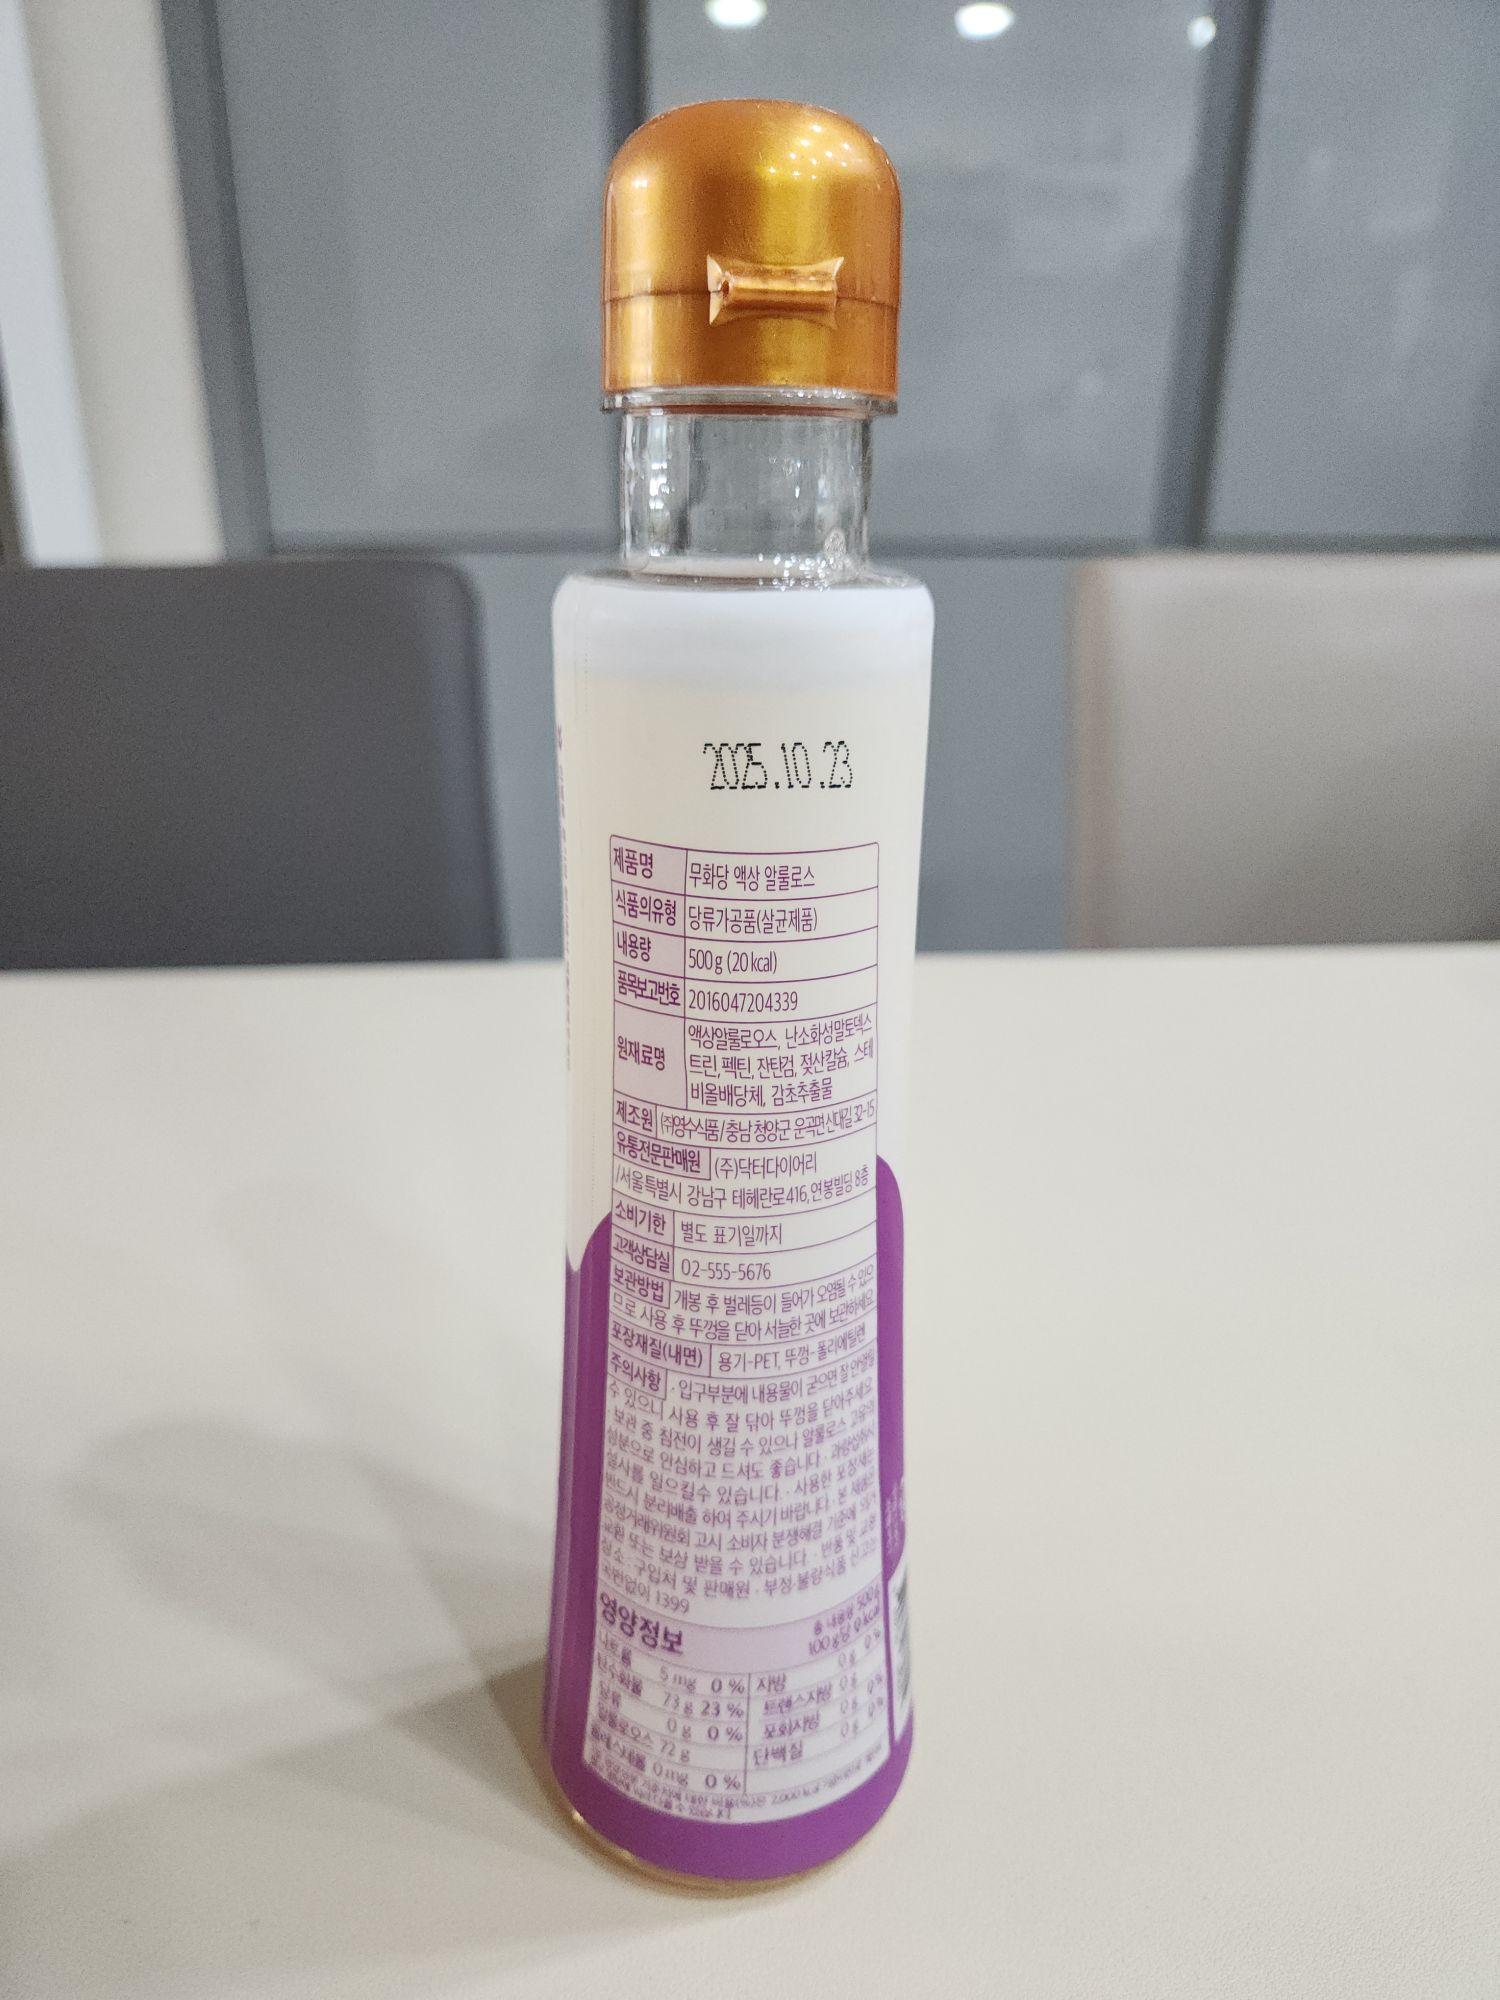 2025.10.23
제품명 무화당 액상 알룰로스
식품의유형 당류가공품(살균제품)
내용량 500g (20kcal)
품목보고번호 2016047204339
원재료명 액상알룰로오스, 난소화성말토덱스
트린, 펙틴, 잔탄검, 젖산칼슘, 스테
비올배당체, 감초추출물
제조원 (주)영수식품/충남 청양군 운곡면 신대길 32-15
유통전문판매원 (주)닥터다이어리
/서울특별시 강남구 테헤란로416, 연봉빌딩 8층
소비기한 별도 표기일까지
고객상담실 02-555-5676
보관방법 개봉 후 벌레등이 들어가 오염될 수 있으
므로 사용 후 뚜껑을 닫아 서늘한 곳에 보관하세요
포장재질(내면) 용기-PET, 뚜껑-폴리에틸렌
주의사항 · 입구부분에 내용물이 굳으면 잘 안열릴
수 있으니 사용 후 잘 닦아 뚜껑을 닫아주세요
· 보관 중 침전이 생길 수 있으나 알룰로스 고유의
성분으로 안심하고 드셔도 좋습니다 · 과량섭취시
설사를 일으킬수 있습니다 · 사용한 포장재는
반드시 분리배출 하여 주시기 바랍니다 · 본 제품은
공정거래위원회 고시 소비자 분쟁해결 기준에 의거
교환 또는 보상 받을 수 있습니다 · 반품 및 교환
장소 : 구입처 및 판매원 · 부정·불량식품 신고는
국번없이 1399
영양정보 총 내용량 500g
100g당 0kcal
나트륨 5mg 0% 지방 0g 0%
탄수화물 73g 23% 트랜스지방 0g
당류 0g 0% 포화지방 0g 0%
알룰로오스 72g 단백질 0g 0%
콜레스테롤 0mg 0%